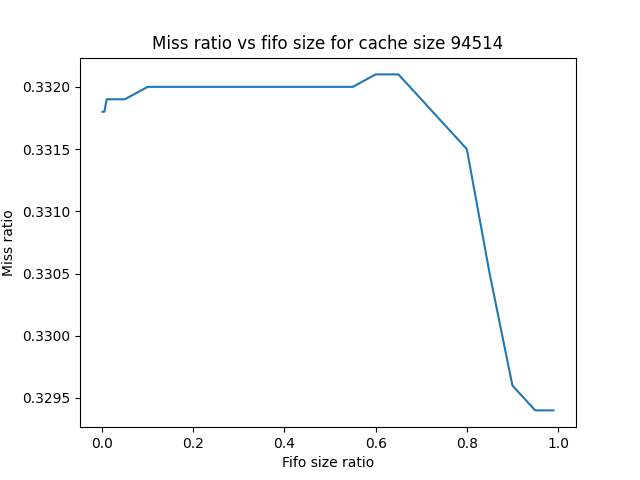 Miss ratio vs fifo size for cache size 94514
0.3320
0.3315
0.3310
0.3305
0.3300
0.3295
Miss ratio
0.0 0.2 0.4 0.6 0.8 1.0
Fifo size ratio